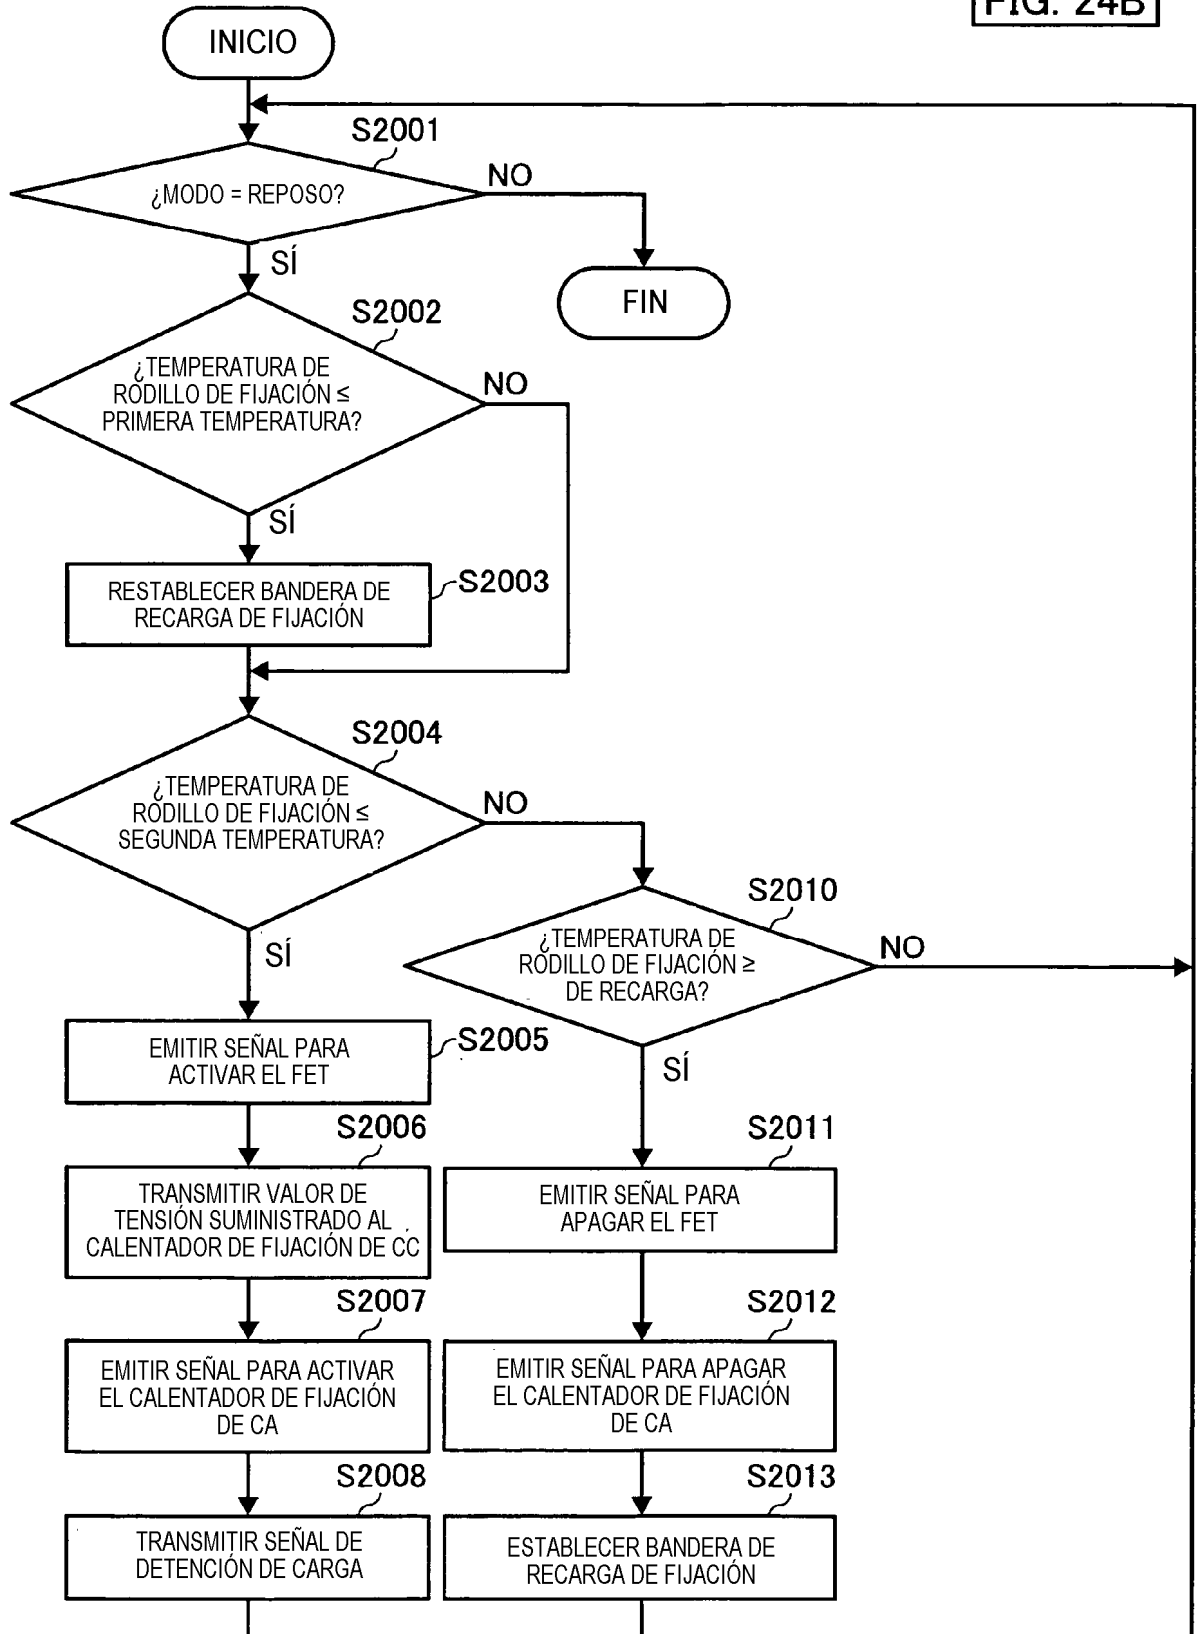 FIG. 24B
INICIO
S2001
¿MODO = REPOSO?
NO
SÍ
FIN
S2002
¿TEMPERATURA DE
RODILLO DE FIJACIÓN ≤
PRIMERA TEMPERATURA?
NO
SÍ
S2003
RESTABLECER BANDERA DE
RECARGA DE FIJACIÓN
S2004
¿TEMPERATURA DE
RODILLO DE FIJACIÓN ≤
SEGUNDA TEMPERATURA?
NO
SÍ
S2010
¿TEMPERATURA DE
RODILLO DE FIJACIÓN ≥
DE RECARGA?
NO
SÍ
S2005
EMITIR SEÑAL PARA
ACTIVAR EL FET
S2006
TRANSMITIR VALOR DE
TENSIÓN SUMINISTRADO AL
CALENTADOR DE FIJACIÓN DE CC
S2007
EMITIR SEÑAL PARA ACTIVAR
EL CALENTADOR DE FIJACIÓN
DE CA
S2008
TRANSMITIR SEÑAL DE
DETENCIÓN DE CARGA
S2011
EMITIR SEÑAL PARA
APAGAR EL FET
S2012
EMITIR SEÑAL PARA APAGAR
EL CALENTADOR DE FIJACIÓN
DE CA
S2013
ESTABLECER BANDERA DE
RECARGA DE FIJACIÓN